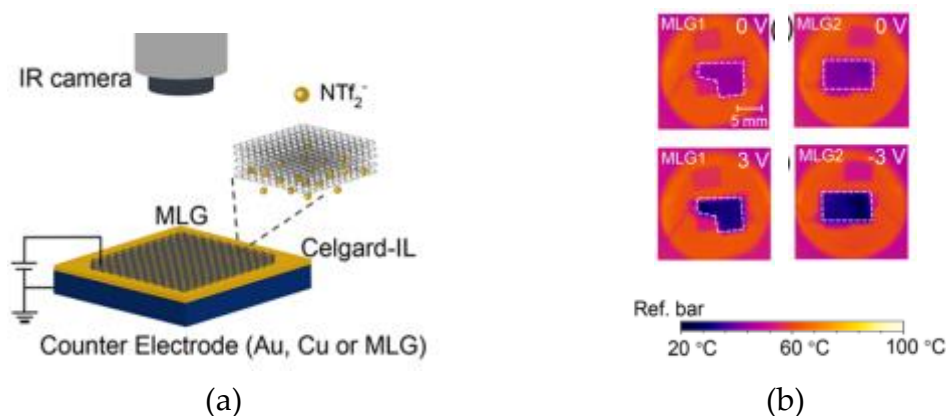 IR camera
NTf₂⁻
MLG
Celgard-IL
Counter Electrode (Au, Cu or MLG)
(a)
MLG1 0 V
MLG2 0 V
5 mm
MLG1 3 V
MLG2 -3 V
Ref. bar
20 °C 60 °C 100 °C
(b)